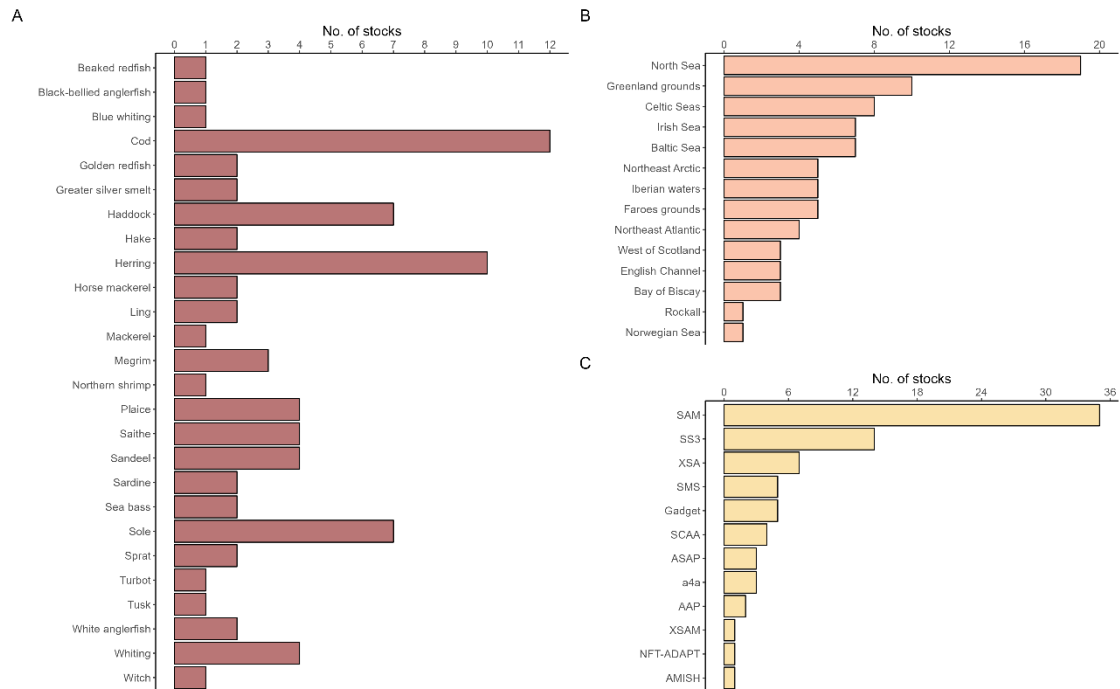 A
No. of stocks
0 1 2 3 4 5 6 7 8 9 10 11 12
Beaked redfish
Black-bellied anglerfish
Blue whiting
Cod
Golden redfish
Greater silver smelt
Haddock
Hake
Herring
Horse mackerel
Ling
Mackerel
Megrim
Northern shrimp
Plaice
Saithe
Sandeel
Sardine
Sea bass
Sole
Sprat
Turbot
Tusk
White anglerfish
Whiting
Witch
B
No. of stocks
0 4 8 12 16 20
North Sea
Greenland grounds
Celtic Seas
Irish Sea
Baltic Sea
Northeast Arctic
Iberian waters
Faroes grounds
Northeast Atlantic
West of Scotland
English Channel
Bay of Biscay
Rockall
Norwegian Sea
C
No. of stocks
0 6 12 18 24 30 36
SAM
SS3
XSA
SMS
Gadget
SCAA
ASAP
a4a
AAP
XSAM
NFT-ADAPT
AMISH